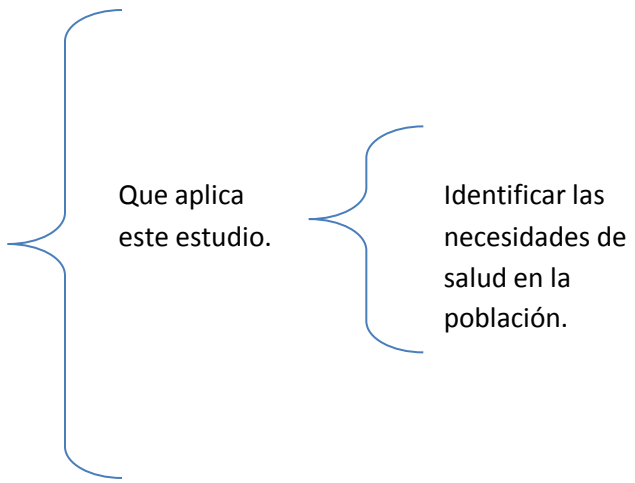 Que aplica
este estudio.
Identificar las
necesidades de
salud en la
población.